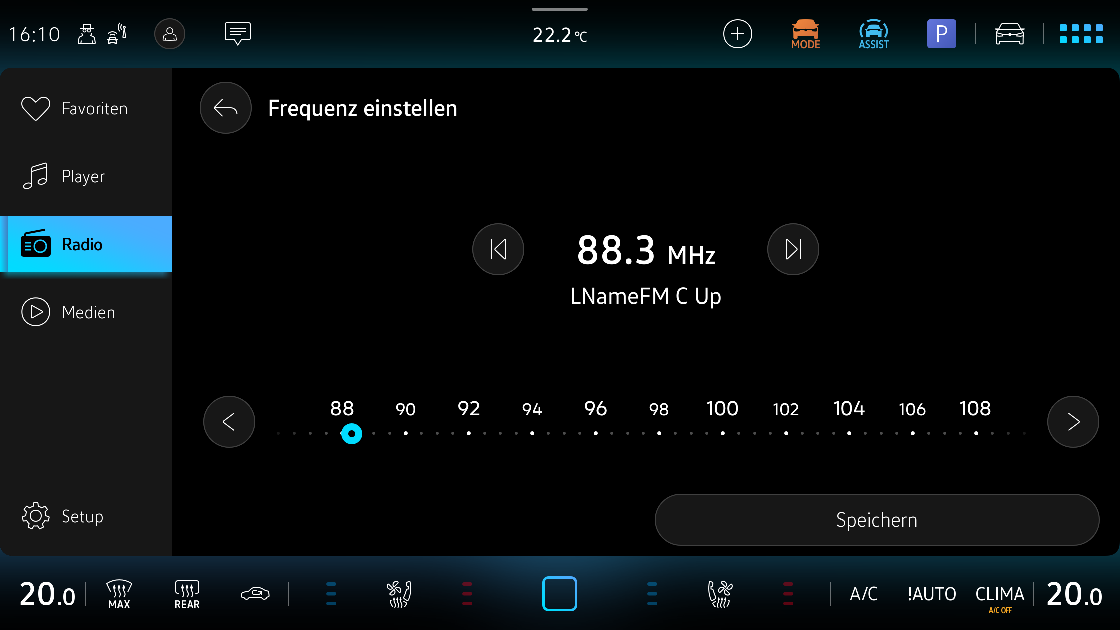 16:10
22.2°C
MODE
ASSIST
P
Favoriten
Frequenz einstellen
Player
Radio
88.3 MHz
LNameFM C Up
Medien
88 90 92 94 96 98 100 102 104 106 108
Setup
Speichern
20.0
MAX
REAR
A/C
!AUTO
CLIMA
A/C OFF
20.0